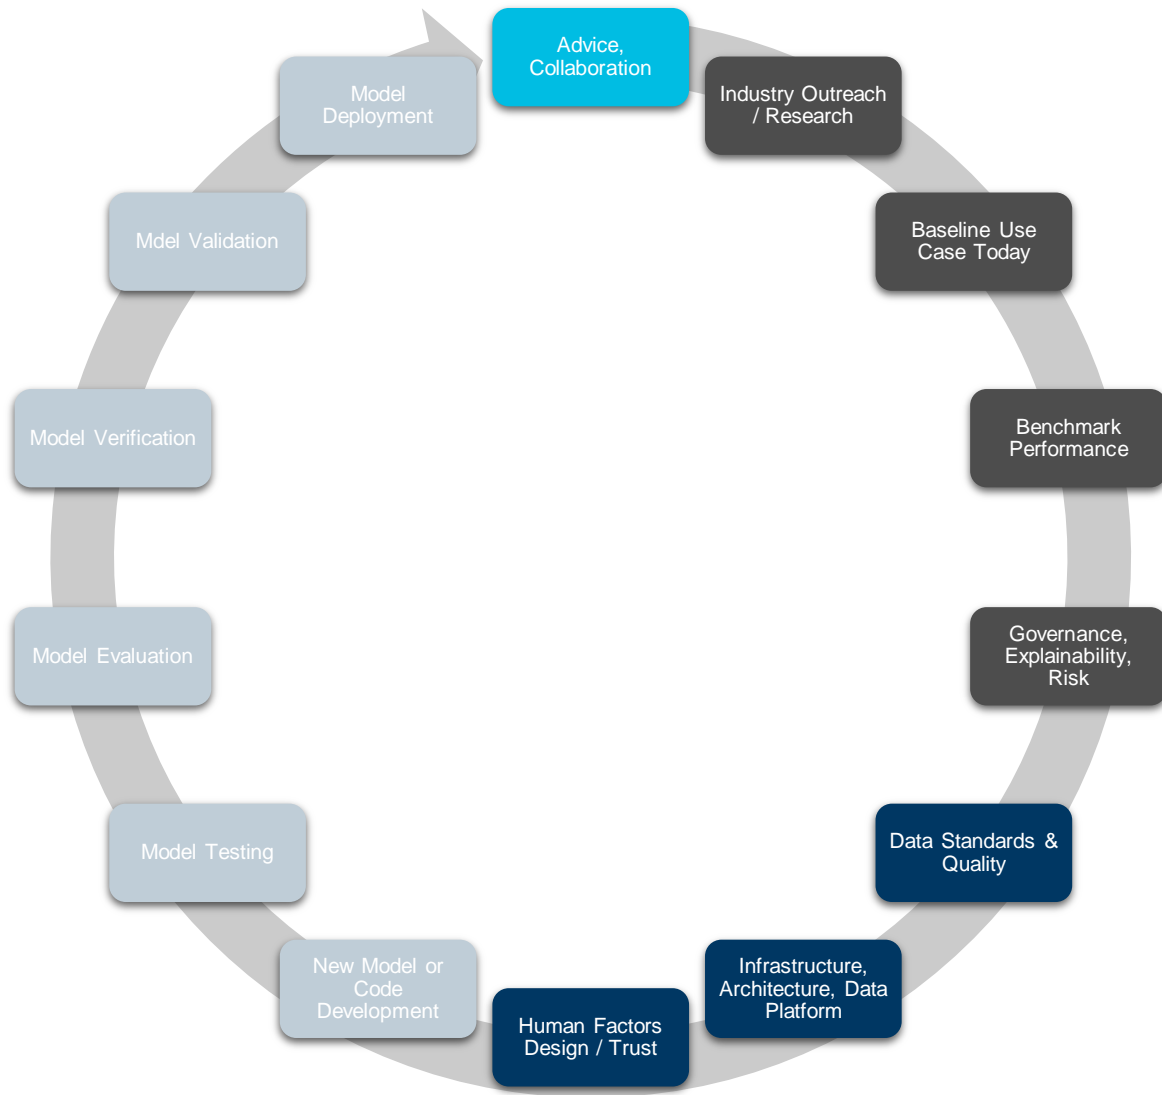 Advice,
Collaboration
Industry Outreach
/ Research
Baseline Use
Case Today
Benchmark
Performance
Governance,
Explainability,
Risk
Data Standards &
Quality
Infrastructure,
Architecture, Data
Platform
Human Factors
Design / Trust
New Model or
Code
Development
Model Testing
Model Evaluation
Model Verification
Mdel Validation
Model
Deployment